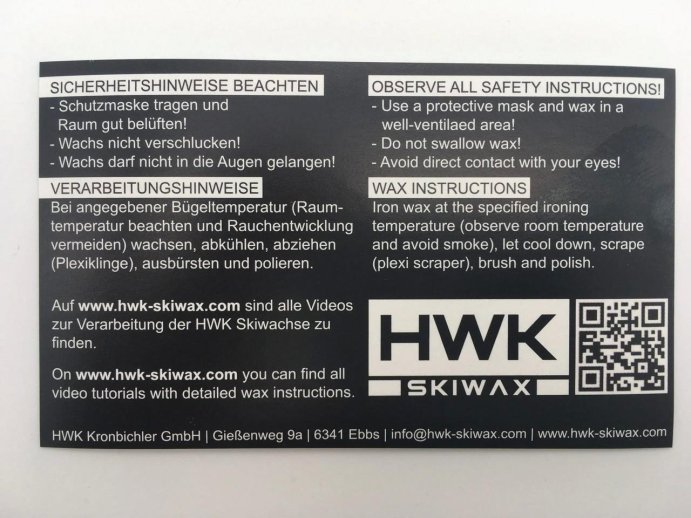 SICHERHEITSHINWEISE BEACHTEN
- Schutzmaske tragen und
Raum gut belüften!
- Wachs nicht verschlucken!
- Wachs darf nicht in die Augen gelangen!
VERARBEITUNGSHINWEISE
Bei angegebener Bügeltemperatur (Raum-
temperatur beachten und Rauchentwicklung
vermeiden) wachsen, abkühlen, abziehen
(Plexiklinge), ausbürsten und polieren.
Auf www.hwk-skiwax.com sind alle Videos
zur Verarbeitung der HWK Skiwachse zu
finden.
On www.hwk-skiwax.com you can find all
video tutorials with detailed wax instructions.
OBSERVE ALL SAFETY INSTRUCTIONS!
- Use a protective mask and wax in a
well-ventilaed area!
- Do not swallow wax!
- Avoid direct contact with your eyes!
WAX INSTRUCTIONS
Iron wax at the specified ironing
temperature (observe room temperature
and avoid smoke), let cool down, scrape
(plexi scraper), brush and polish.
HWK
SKIWAX
HWK Kronbichler GmbH | Gießenweg 9a | 6341 Ebbs | info@hwk-skiwax.com | www.hwk-skiwax.com